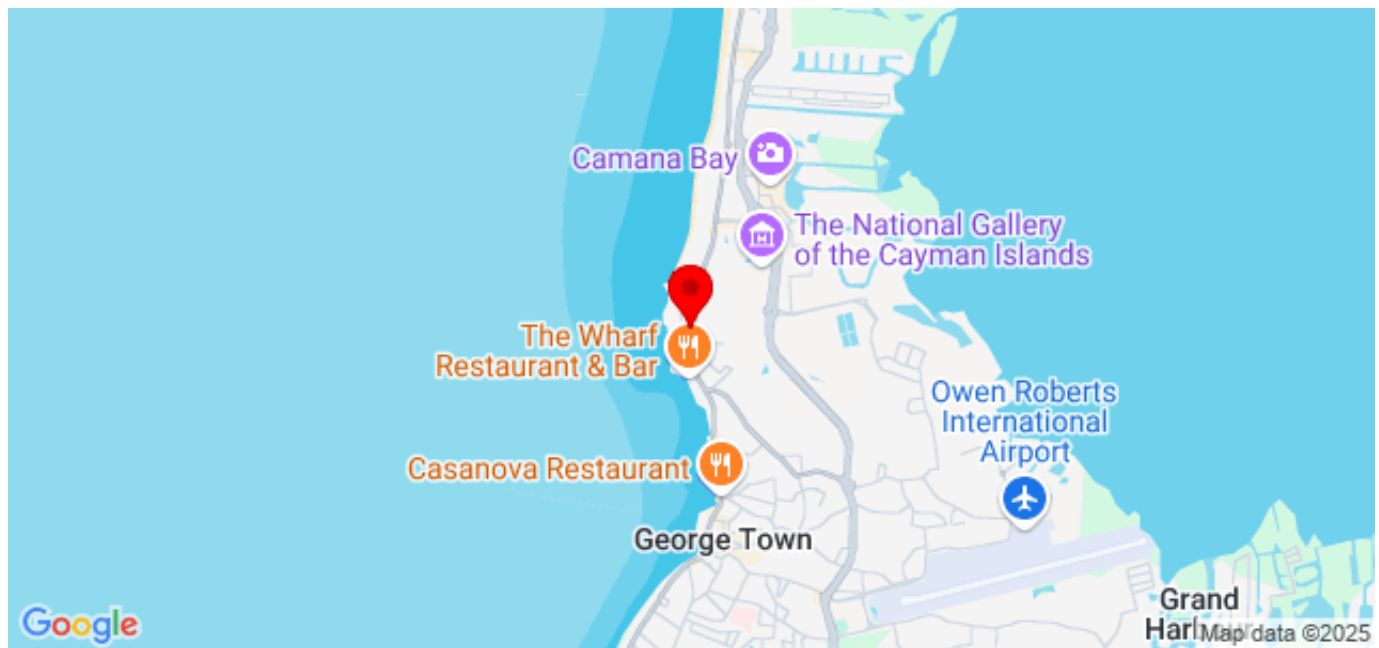 Camana Bay
The National Gallery
of the Cayman Islands
The Wharf
Restaurant & Bar
Owen Roberts
International
Airport
Casanova Restaurant
George Town
Grand
Harbour
Google
Map data ©2025